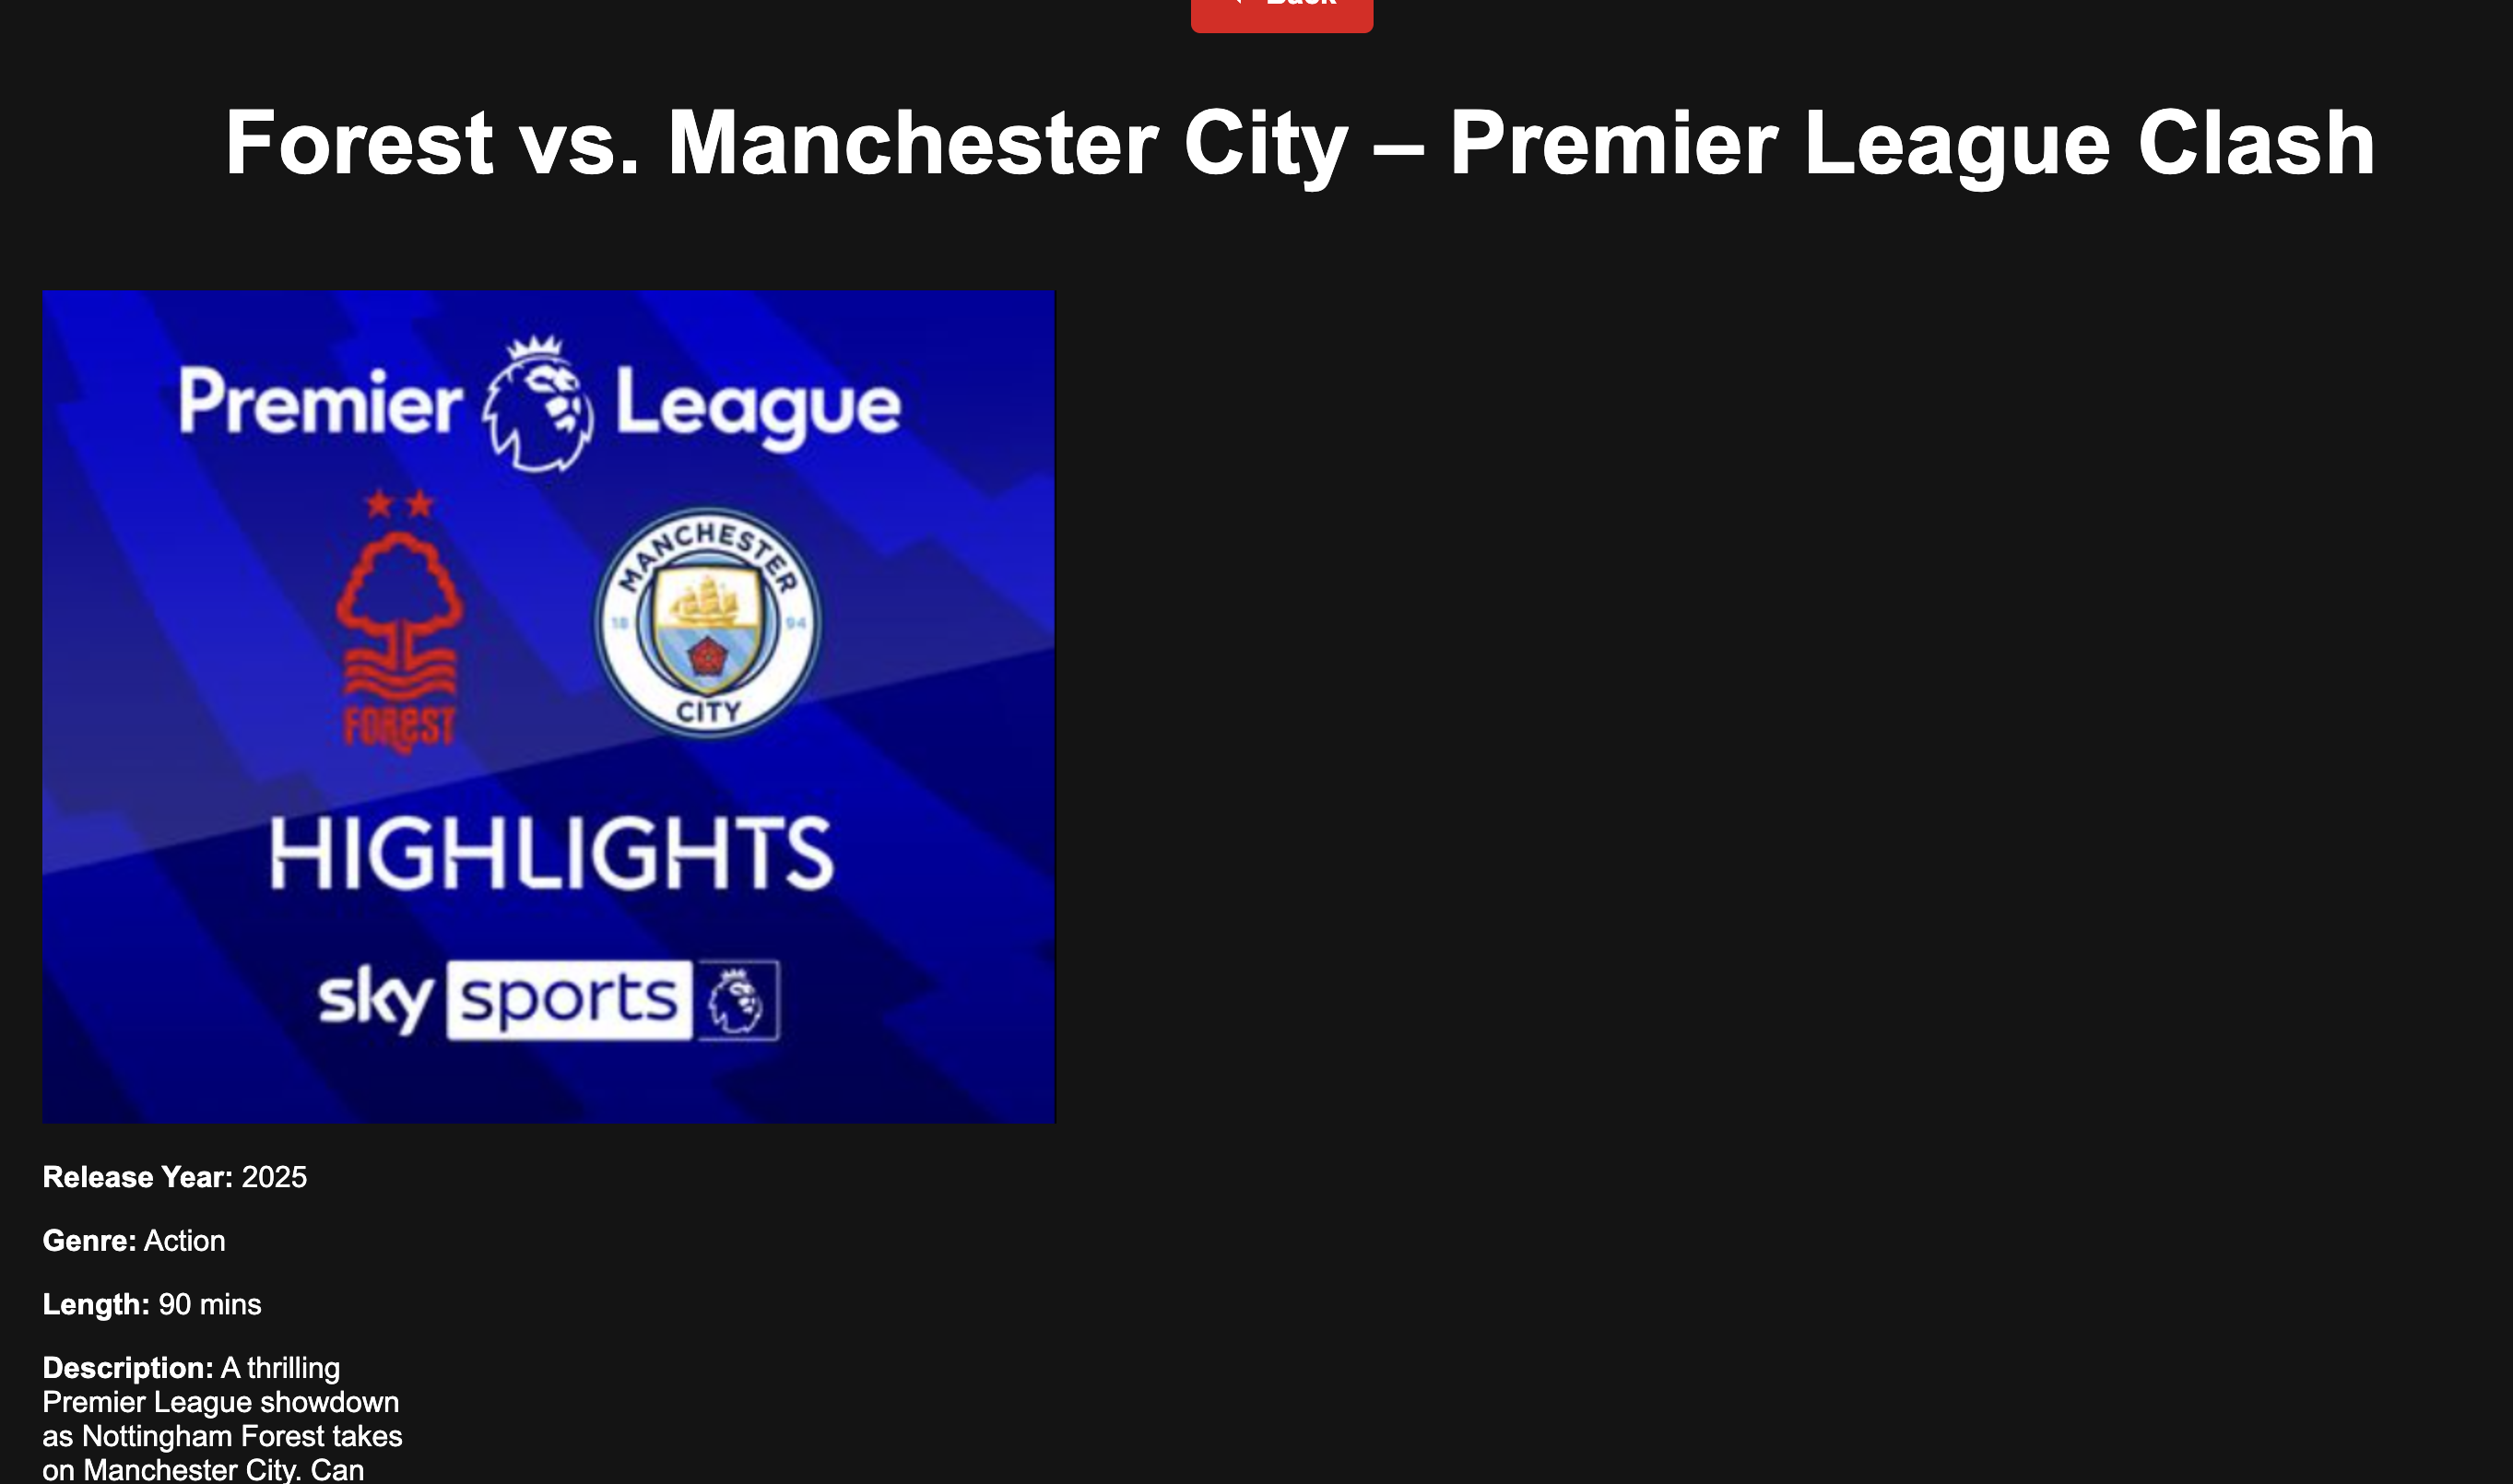 Back
Forest vs. Manchester City – Premier League Clash
Premier League
MANCHESTER
18 94
CITY
FOREST
HIGHLIGHTS
sky sports
Release Year: 2025
Genre: Action
Length: 90 mins
Description: A thrilling
Premier League showdown
as Nottingham Forest takes
on Manchester City. Can